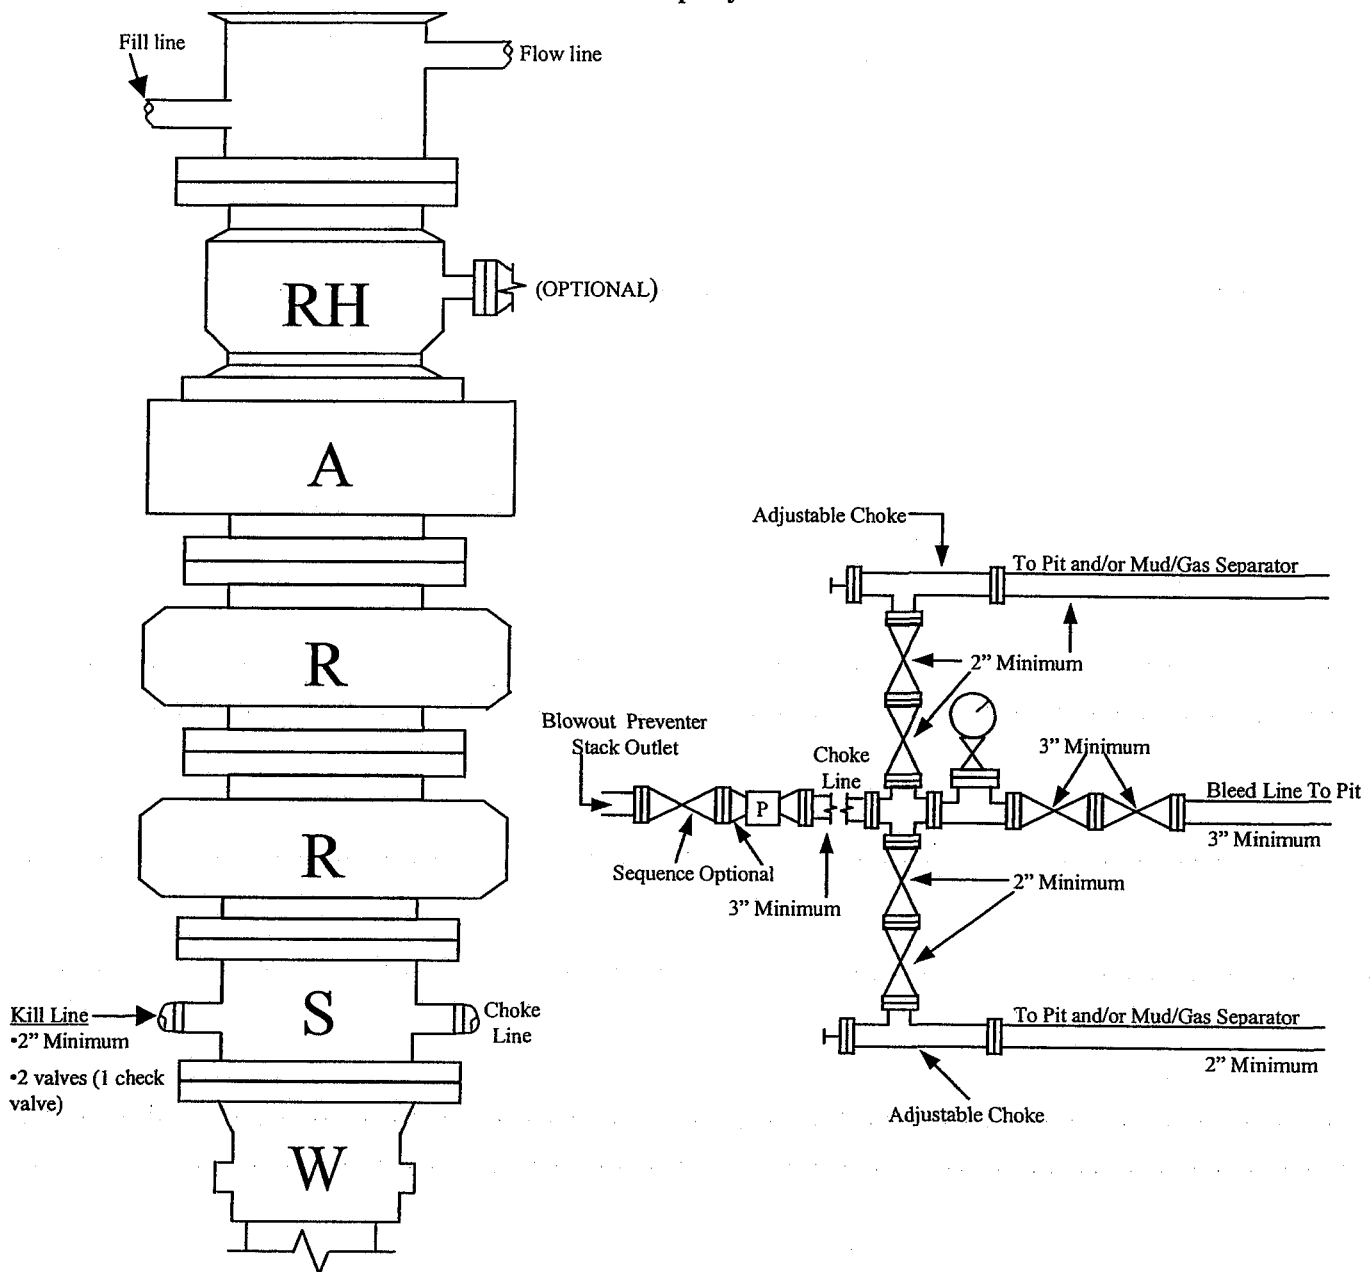 Fill line
Flow line
RH
(OPTIONAL)
A
R
R
S
Kill Line
•2” Minimum
•2 valves (1 check
valve)
Choke
Line
W
Adjustable Choke
To Pit and/or Mud/Gas Separator
2” Minimum
Blowout Preventer
Stack Outlet
Choke
Line
3” Minimum
P
Bleed Line To Pit
3” Minimum
Sequence Optional
3” Minimum
2” Minimum
To Pit and/or Mud/Gas Separator
2” Minimum
Adjustable Choke